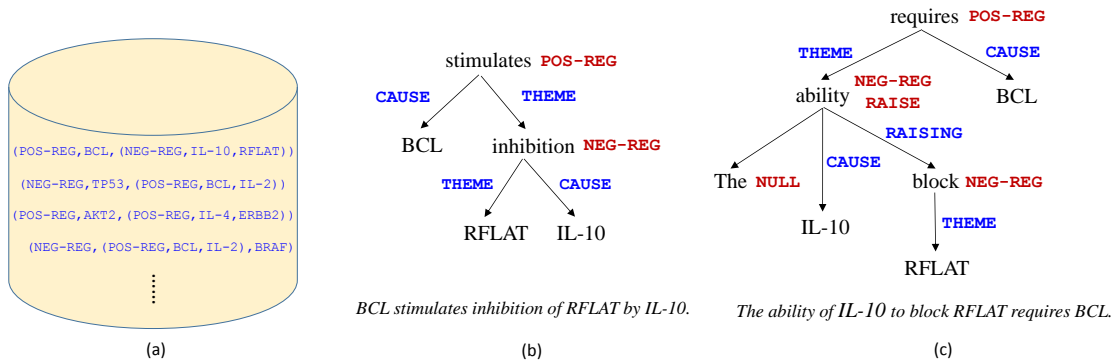 (POS-REG,BCL,(NEG-REG,IL-10,RFLAT))
(NEG-REG,TP53,(POS-REG,BCL,IL-2))
(POS-REG,AKT2,(POS-REG,IL-4,ERBB2))
(NEG-REG,(POS-REG,BCL,IL-2),BRAF)
(a)
stimulates POS-REG
CAUSE THEME
BCL inhibition NEG-REG
THEME CAUSE
RFLAT IL-10
BCL stimulates inhibition of RFLAT by IL-10.
(b)
requires POS-REG
THEME CAUSE
ability NEG-REG RAISE BCL
RAISING
CAUSE
The NULL block NEG-REG
IL-10 THEME
RFLAT
The ability of IL-10 to block RFLAT requires BCL.
(c)